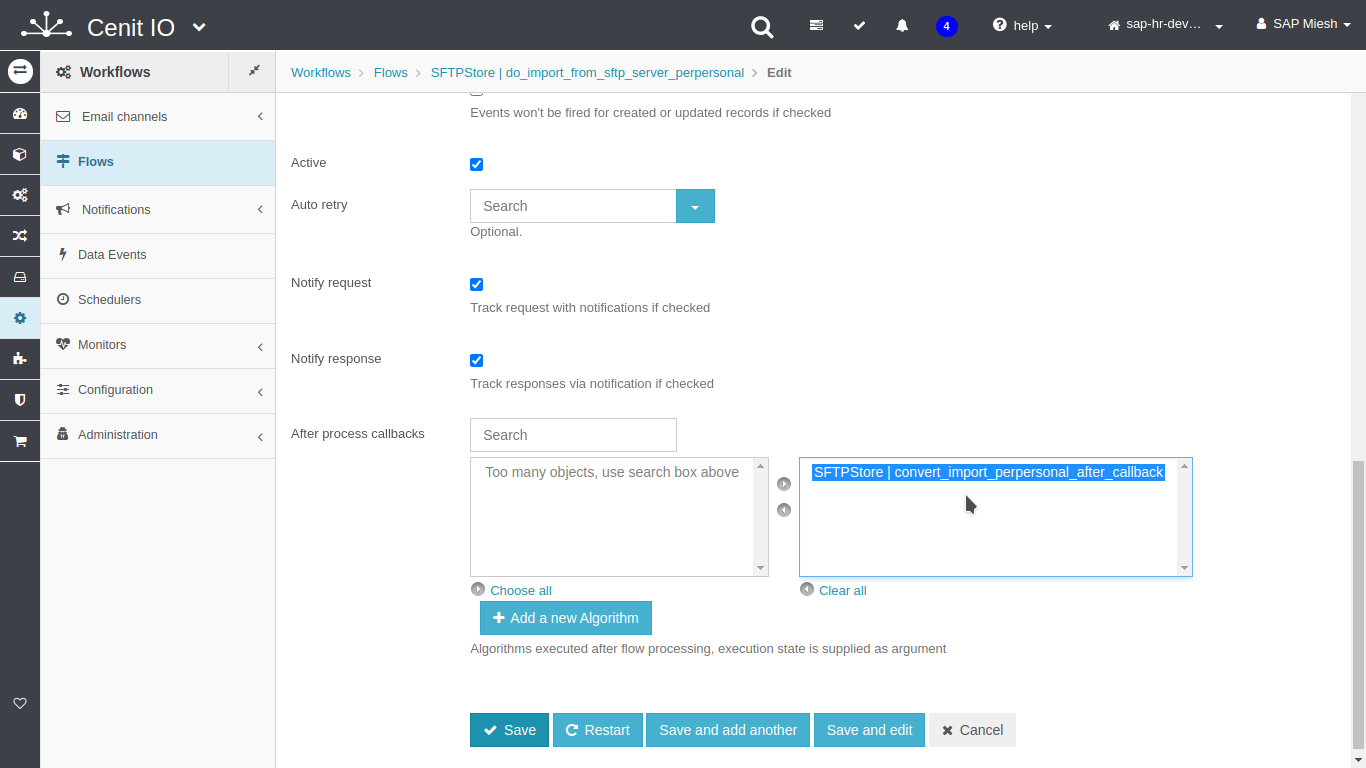 Cenit IO
4
help
sap-hr-dev…
SAP Miesh
Workflows
Workflows
Flows
SFTPStore | do_import_from_sftp_server_perpersonal
Edit
Email channels
Flows
Notifications
Data Events
Schedulers
Monitors
Configuration
Administration
Events won't be fired for created or updated records if checked
Active
Auto retry
Search
Optional.
Notify request
Track request with notifications if checked
Notify response
Track responses via notification if checked
After process callbacks
Search
Too many objects, use search box above
SFTPStore | convert_import_perpersonal_after_callback
Choose all
Clear all
Add a new Algorithm
Algorithms executed after flow processing, execution state is supplied as argument
Save
Restart
Save and add another
Save and edit
Cancel